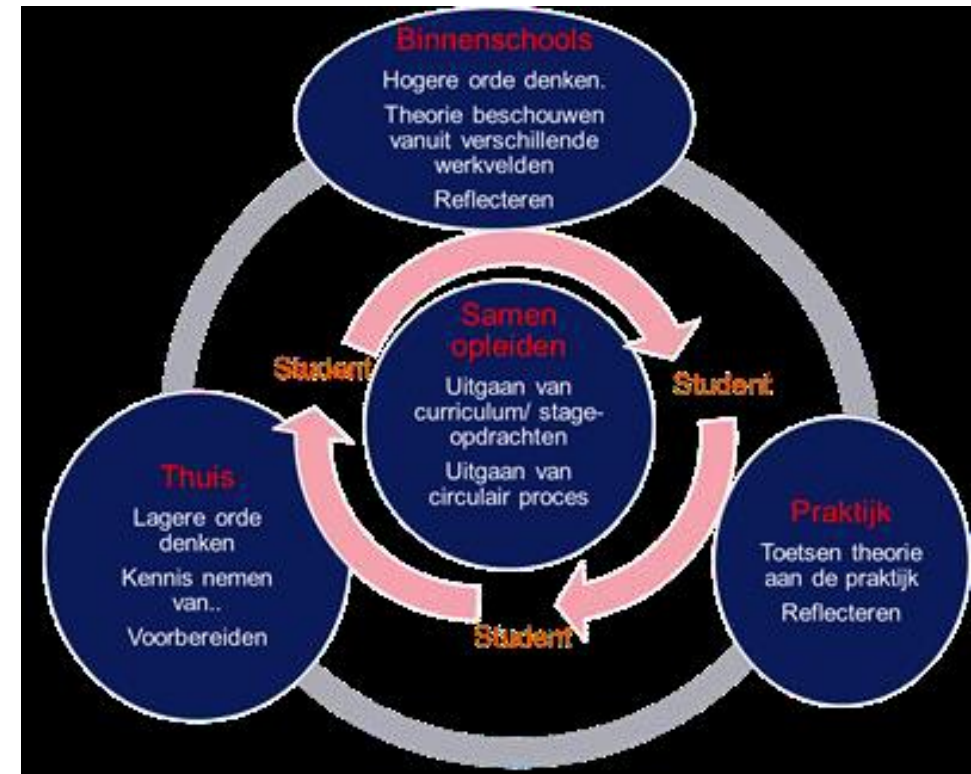 Binnenschools
Hogere orde denken.
Theorie beschouwen
vanuit verschillende
werkvelden
Reflecteren
Samen
opleiden
Uitgaan van
curriculum/ stage-
opdrachten
Uitgaan van
circulair proces
Student
Student
Student
Thuis
Lagere orde
denken
Kennis nemen
van..
Voorbereiden
Praktijk
Toetsen theorie
aan de praktijk
Reflecteren